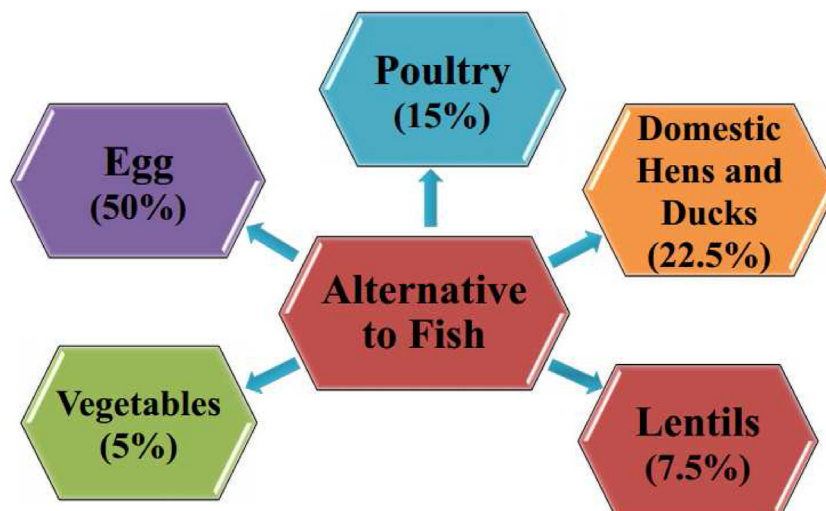 Poultry
(15%)
Egg
(50%)
Domestic
Hens and
Ducks
(22.5%)
Alternative
to Fish
Vegetables
(5%)
Lentils
(7.5%)